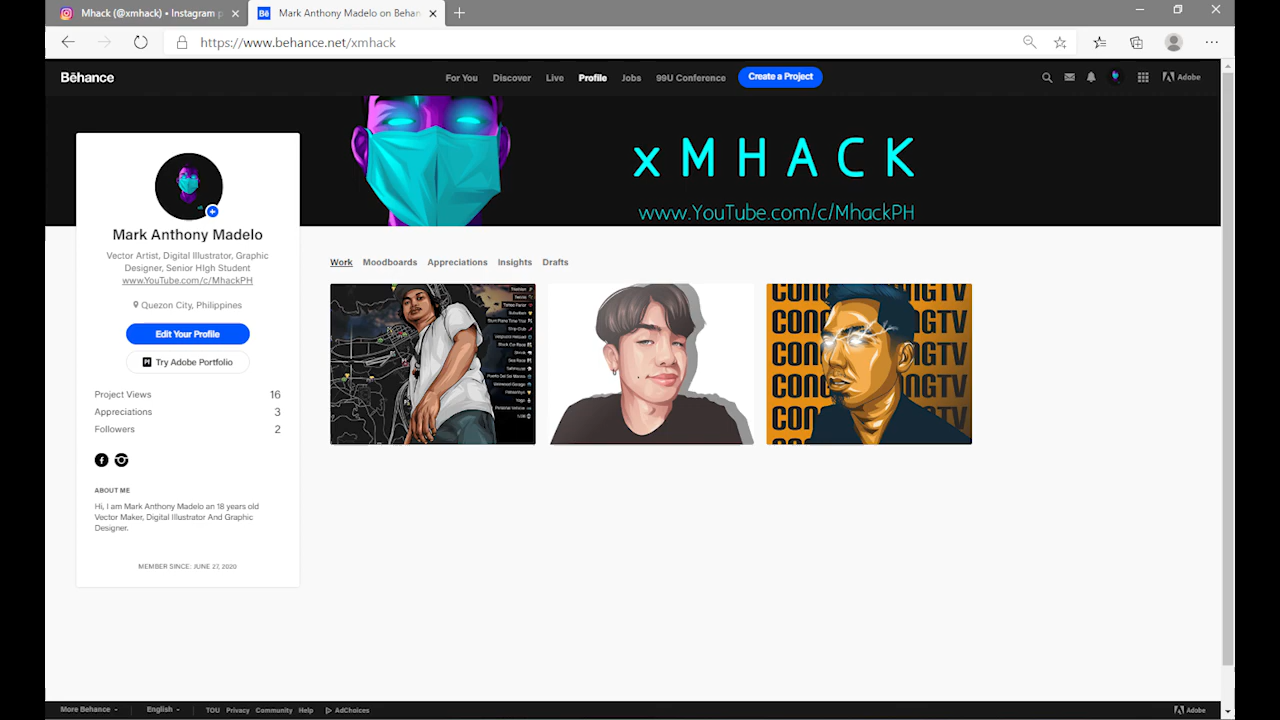 Mhack (@xmhack) • Instagram p
Mark Anthony Madelo on Behan
https://www.behance.net/xmhack
Bēhance
For You Discover Live Profile Jobs 99U Conference Create a Project
Adobe
x M H A C K
www.YouTube.com/c/MhackPH
Mark Anthony Madelo
Vector Artist, Digital Illustrator, Graphic
Designer, Senior HIgh Student
www.YouTube.com/c/MhackPH
Quezon City, Philippines
Edit Your Profile
Try Adobe Portfolio
Project Views 16
Appreciations 3
Followers 2
ABOUT ME
Hi, I am Mark Anthony Madelo an 18 years old
Vector Maker, Digital Illustrator And Graphic
Designer.
MEMBER SINCE: JUNE 27, 2020
Work Moodboards Appreciations Insights Drafts
More Behance English TOU Privacy Community Help AdChoices
Adobe